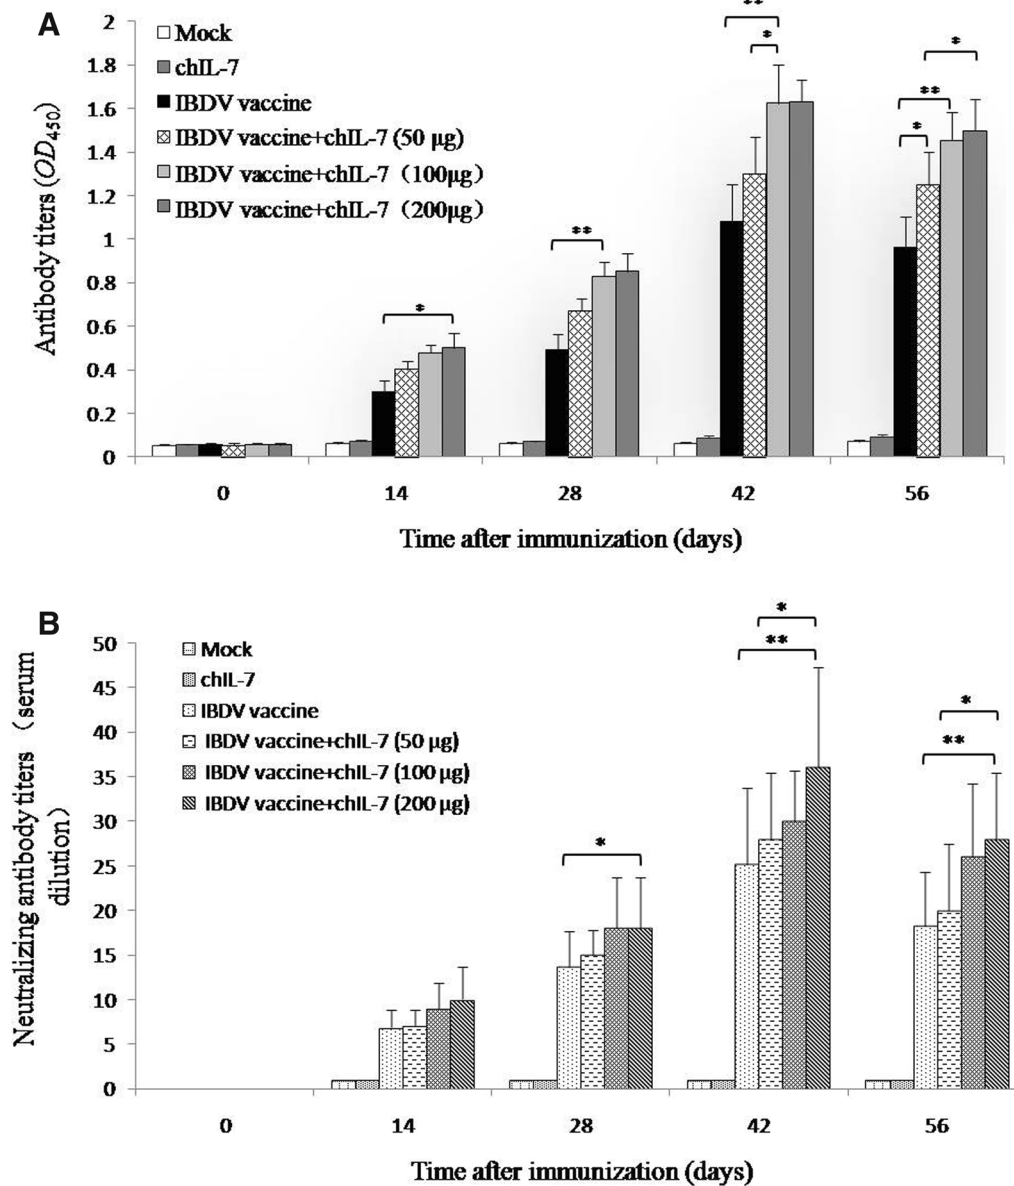 A
**
2
*
Mock
*
1.8
chIL-7
**
1.6
IBDV vaccine
*
1.4
IBDV vaccine+chIL-7 (50 μg)
1.2
IBDV vaccine+chIL-7 （100μg）
IBDV vaccine+chIL-7 （200μg）
1
**
0.8
0.6
*
0.4
0.2
0
Antibody titers (OD450)
0 14 28 42 56
Time after immunization (days)
B
*
50
**
Mock
45
chIL-7
*
IBDV vaccine
40
IBDV vaccine+chIL-7 (50 μg)
**
35
IBDV vaccine+chIL-7 (100 μg)
IBDV vaccine+chIL-7 (200 μg)
30
*
25
20
15
10
5
0
Neutralizing antibody titers （serum
dilution）
0 14 28 42 56
Time after immunization (days)